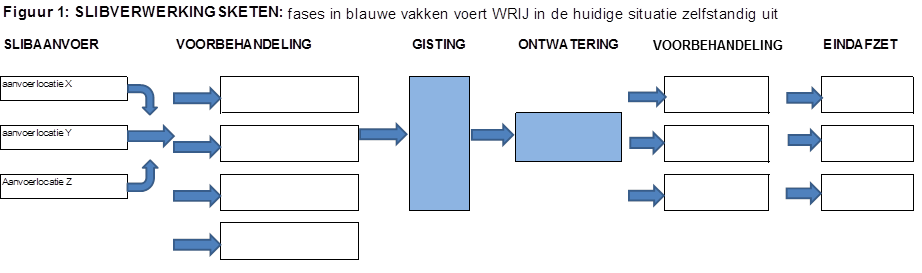 Figuur 1: SLIBVERWERKINGSKETEN: fases in blauwe vakken voert WRIJ in de huidige situatie zelfstandig uit
SLIBAANVOER VOORBEHANDELING GISTING ONTWATERING VOORBEHANDELING EINDAFZET
aanvoerlocatie X
aanvoerlocatie Y
Aanvoerlocatie Z